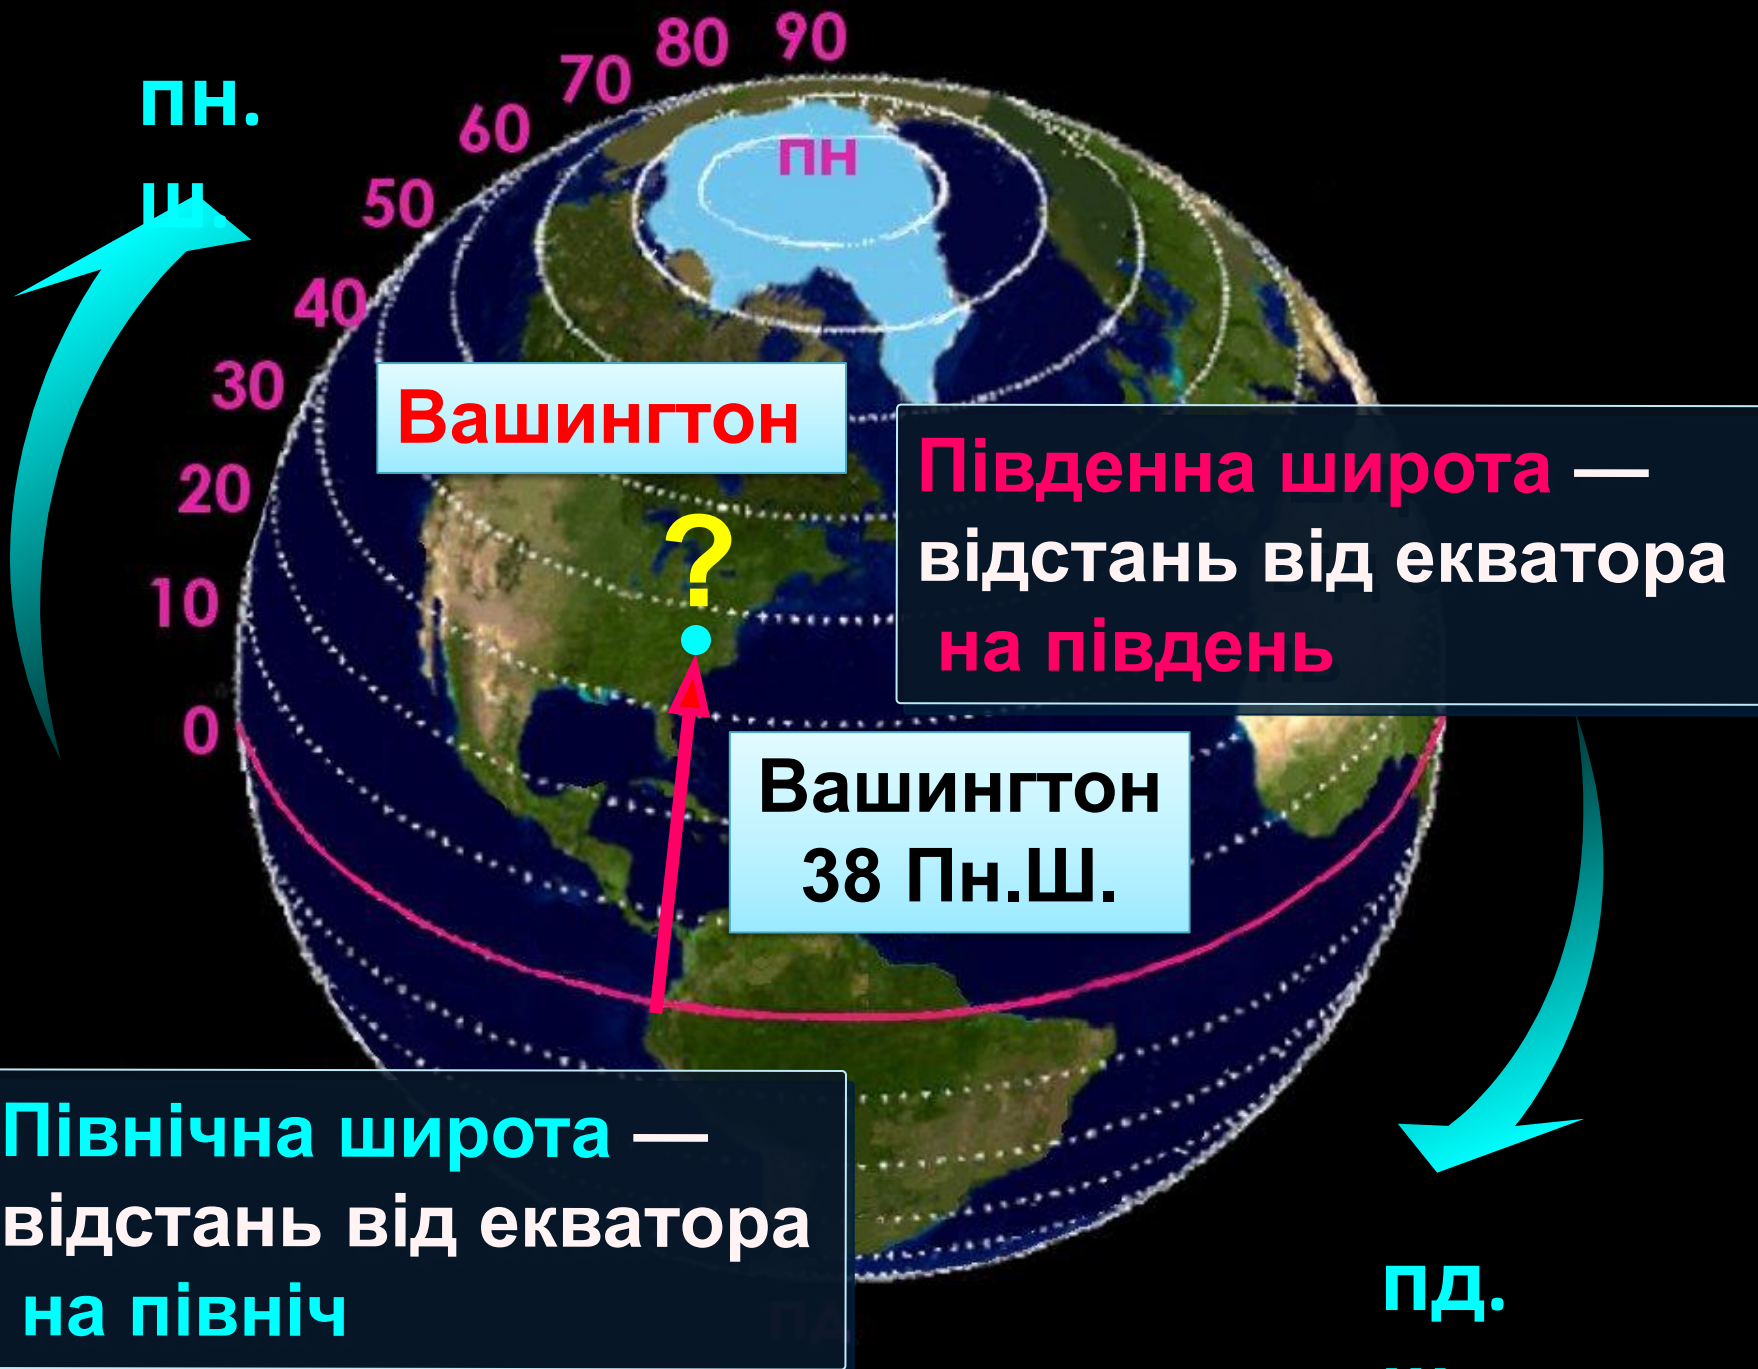 пн.
ш.
90
80
70
60
50
40
30
20
10
0
пн
Вашингтон
?
Південна широта —
відстань від екватора
на південь
Вашингтон
38 Пн.Ш.
Північна широта —
відстань від екватора
на північ
пд.